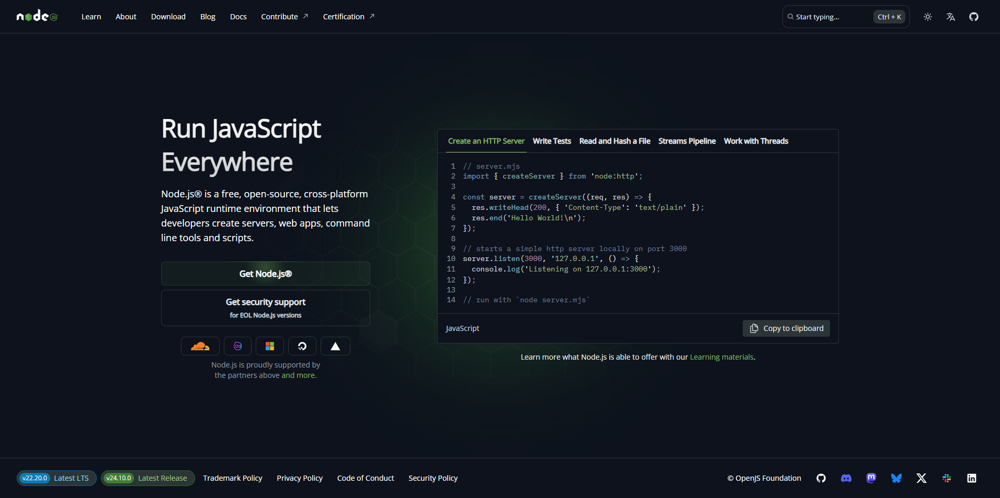 node JS
Learn
About
Download
Blog
Docs
Contribute
Certification
Start typing...
Ctrl + K
Run JavaScript
Everywhere
Node.js® is a free, open-source, cross-platform
JavaScript runtime environment that lets
developers create servers, web apps, command
line tools and scripts.
Get Node.js®
Get security support
for EOL Node.js versions
Node.js is proudly supported by
the partners above and more.
Create an HTTP Server
Write Tests
Read and Hash a File
Streams Pipeline
Work with Threads
1 // server.mjs
2 import { createServer } from 'node:http';
3
4 const server = createServer((req, res) => {
5   res.writeHead(200, { 'Content-Type': 'text/plain' });
6   res.end('Hello World!\n');
7 });
8
9 // starts a simple http server locally on port 3000
10 server.listen(3000, '127.0.0.1', () => {
11   console.log('Listening on 127.0.0.1:3000');
12 });
13
14 // run with `node server.mjs`
JavaScript
Copy to clipboard
Learn more what Node.js is able to offer with our Learning materials.
v22.20.0 Latest LTS
v24.10.0 Latest Release
Trademark Policy
Privacy Policy
Code of Conduct
Security Policy
© OpenJS Foundation